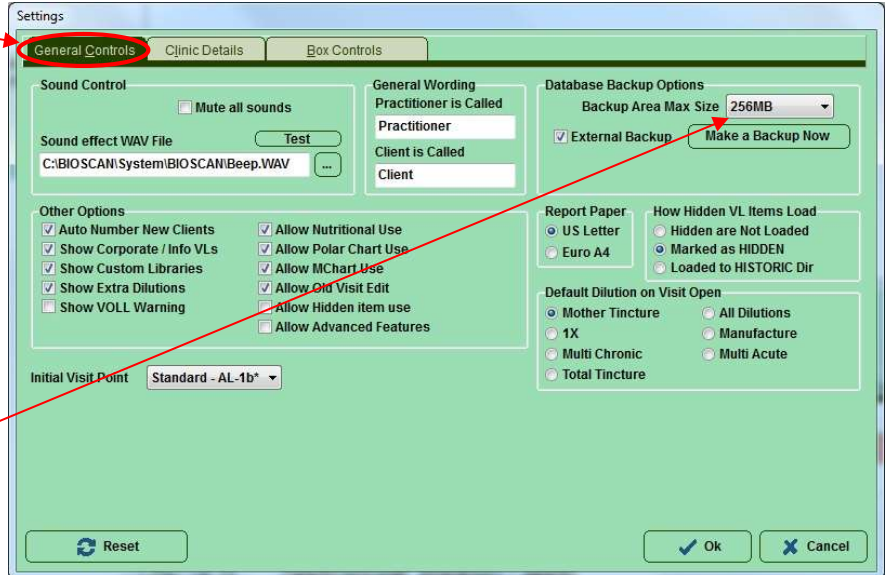 Settings
General Controls
Clinic Details
Box Controls
Sound Control
Mute all sounds
Sound effect WAV File
Test
C:\BIOSCAN\System\BIOSCAN\Beep.WAV
...
General Wording
Practitioner is Called
Practitioner
Client is Called
Client
Database Backup Options
Backup Area Max Size 256MB
External Backup
Make a Backup Now
Other Options
Auto Number New Clients
Show Corporate / Info VLs
Show Custom Libraries
Show Extra Dilutions
Show VOLL Warning
Allow Nutritional Use
Allow Polar Chart Use
Allow MChart Use
Allow Old Visit Edit
Allow Hidden item use
Allow Advanced Features
Report Paper
US Letter
Euro A4
How Hidden VL Items Load
Hidden are Not Loaded
Marked as HIDDEN
Loaded to HISTORIC Dir
Default Dilution on Visit Open
Mother Tincture
1X
Multi Chronic
Total Tincture
All Dilutions
Manufacture
Multi Acute
Initial Visit Point
Standard - AL-1b*
Reset
Ok
Cancel